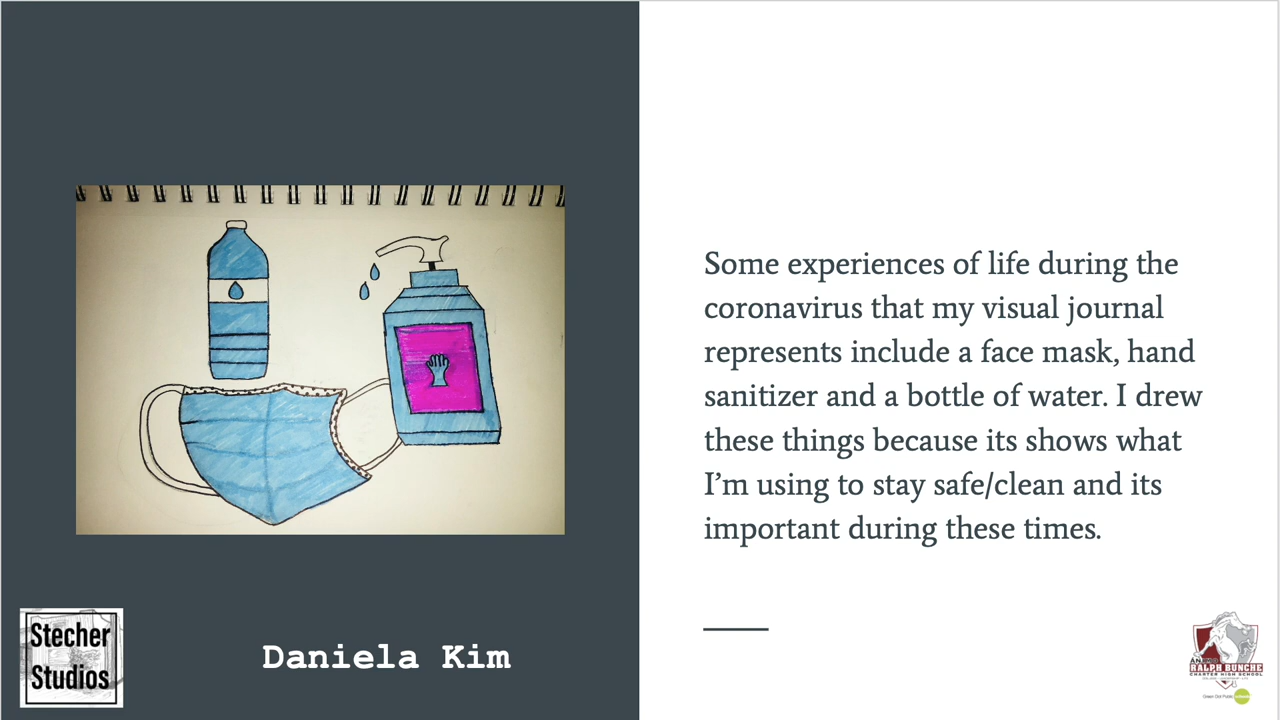 Some experiences of life during the
coronavirus that my visual journal
represents include a face mask, hand
sanitizer and a bottle of water. I drew
these things because its shows what
I'm using to stay safe/clean and its
important during these times.
Stecher
Studios
Daniela Kim
RALPH BUNCHE
CHARTER HIGH SCHOOL